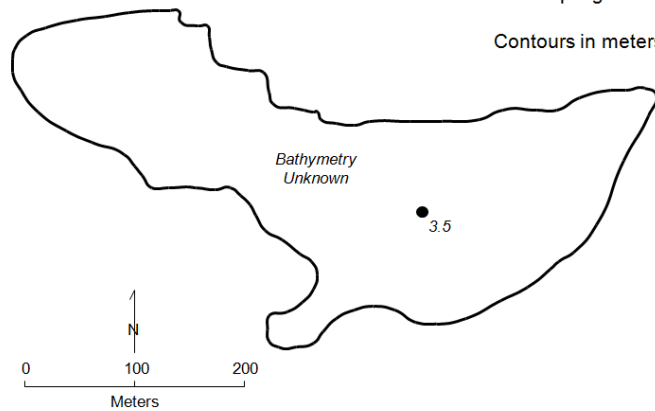 Contours in meters
Bathymetry
Unknown
3.5
N
0 100 200
Meters